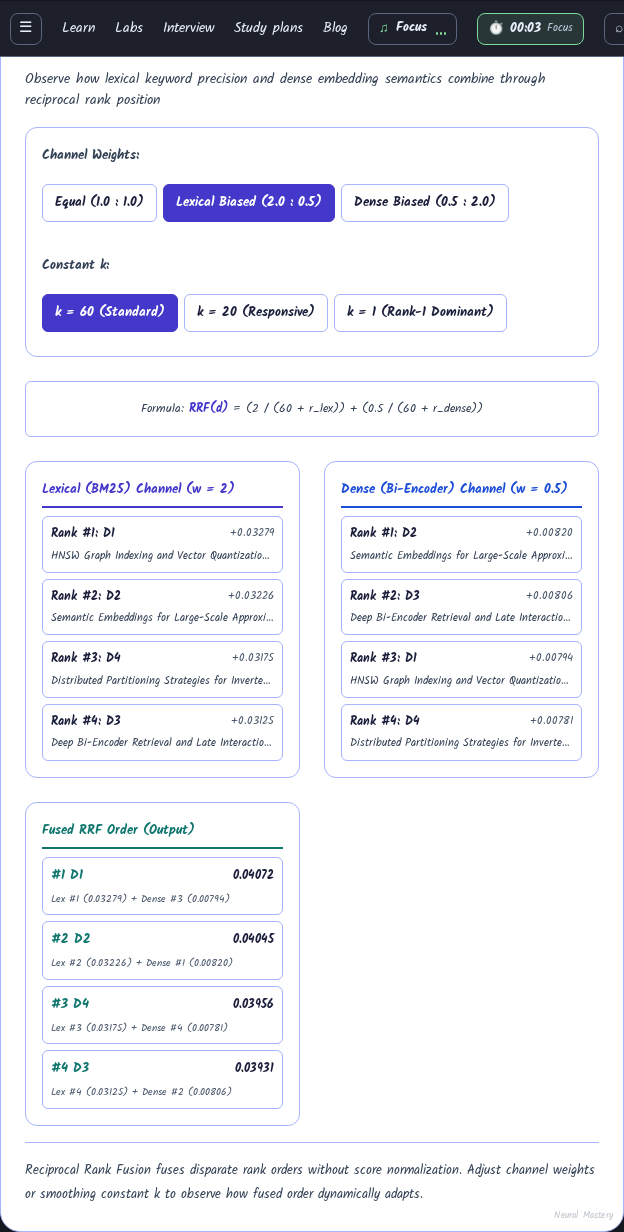 ☰ Learn Labs Interview Study plans Blog ♫ Focus ... ⏱ 00:03 Focus
Observe how lexical keyword precision and dense embedding semantics combine through
reciprocal rank position
Channel Weights:
Equal (1.0 : 1.0) Lexical Biased (2.0 : 0.5) Dense Biased (0.5 : 2.0)
Constant k:
k = 60 (Standard) k = 20 (Responsive) k = 1 (Rank-1 Dominant)
Formula: RRF(d) = (2 / (60 + r_lex)) + (0.5 / (60 + r_dense))
Lexical (BM25) Channel (w = 2)
Rank #1: D1 +0.03279
HNSW Graph Indexing and Vector Quantizatio...
Rank #2: D2 +0.03226
Semantic Embeddings for Large-Scale Approxi...
Rank #3: D4 +0.03175
Distributed Partitioning Strategies for Inverte...
Rank #4: D3 +0.03125
Deep Bi-Encoder Retrieval and Late Interactio...
Dense (Bi-Encoder) Channel (w = 0.5)
Rank #1: D2 +0.00820
Semantic Embeddings for Large-Scale Approxi...
Rank #2: D3 +0.00806
Deep Bi-Encoder Retrieval and Late Interactio...
Rank #3: D1 +0.00794
HNSW Graph Indexing and Vector Quantizatio...
Rank #4: D4 +0.00781
Distributed Partitioning Strategies for Inverte...
Fused RRF Order (Output)
#1 D1 0.04072
Lex #1 (0.03279) + Dense #3 (0.00794)
#2 D2 0.04045
Lex #2 (0.03226) + Dense #1 (0.00820)
#3 D4 0.03956
Lex #3 (0.03175) + Dense #4 (0.00781)
#4 D3 0.03931
Lex #4 (0.03125) + Dense #2 (0.00806)
Reciprocal Rank Fusion fuses disparate rank orders without score normalization. Adjust channel weights
or smoothing constant k to observe how fused order dynamically adapts.
Neural Mastery